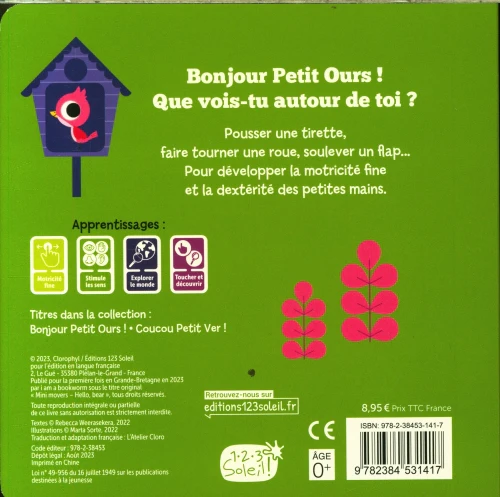 Bonjour Petit Ours !
Que vois-tu autour de toi ?
Pousser une tirette,
faire tourner une roue, soulever un flap...
Pour développer la motricité fine
et la dextérité des petites mains.
Apprentissages :
Motricité fine
Stimule les sens
Explorer le monde
Toucher et découvrir
Titres dans la collection :
Bonjour Petit Ours ! • Coucou Petit Ver !
© 2023, Clorophyl / Éditions 123 Soleil
pour l'édition en langue française
2, Le Gué - 35580 Plélan-le-Grand - France
Publié pour la première fois en Grande-Bretagne en 2023
par i am a bookworm sous le titre original
« Mini movers – Hello, bear », tous droits réservés.
Toute reproduction intégrale ou partielle
de ce livre sans autorisation est strictement interdite.
Textes © Rebecca Weerasekera, 2022
Illustrations © Marta Sorte, 2022
Traduction et adaptation française : L'Atelier Cloro
Code éditeur : 978-2-38453
Dépôt légal : Août 2023
Imprimé en Chine
Loi n° 49-956 du 16 juillet 1949 sur les publications
destinées à la jeunesse
Retrouvez-nous sur
editions123soleil.fr
1·2·3
Soleil!
CE
ÂGE
0+
8,95 € Prix TTC France
ISBN: 978-2-38453-141-7
9 782384 531417